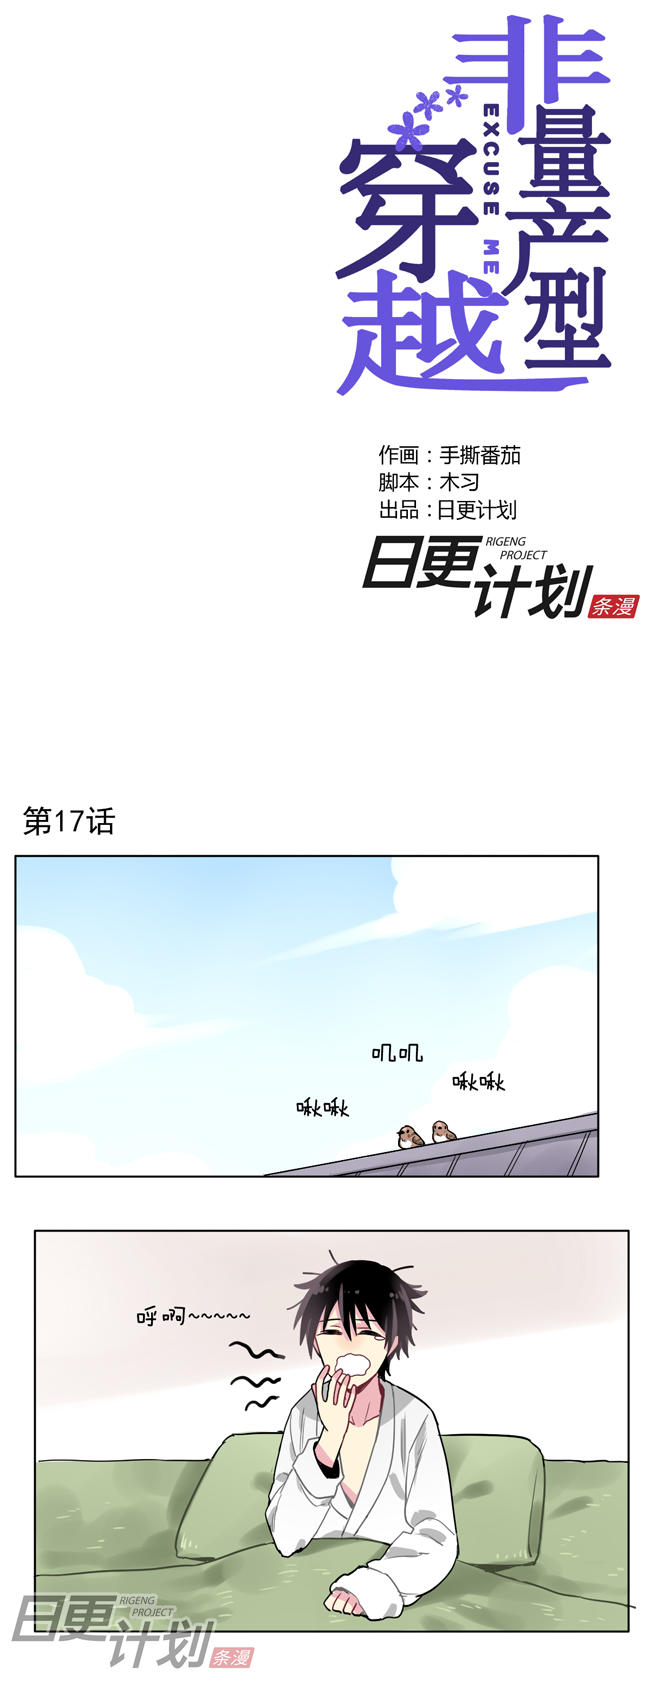 非量产型
穿越
EXCUSE ME
作画：手撕番茄
脚本：木习
出品：日更计划
日更计划
RIGENG
PROJECT
条漫
第17话
叽叽
啾啾
啾啾
呼啊~~~~~
日更计划
RIGENG
PROJECT
条漫